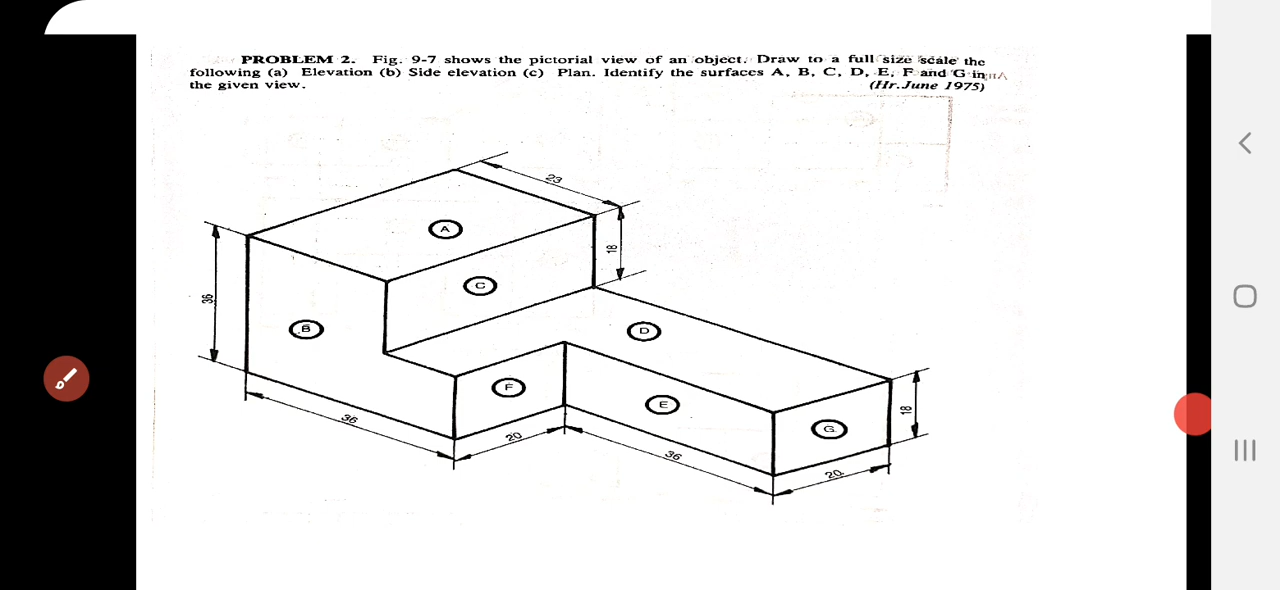 PROBLEM 2. Fig. 9-7 shows the pictorial view of an object. Draw to a full size scale the
following (a) Elevation (b) Side elevation (c) Plan. Identify the surfaces A, B, C, D, E, F and G in
the given view. (Hr. June 1975)
23
A
18
36
C
B
D
F
E
G
18
36
20
36
20